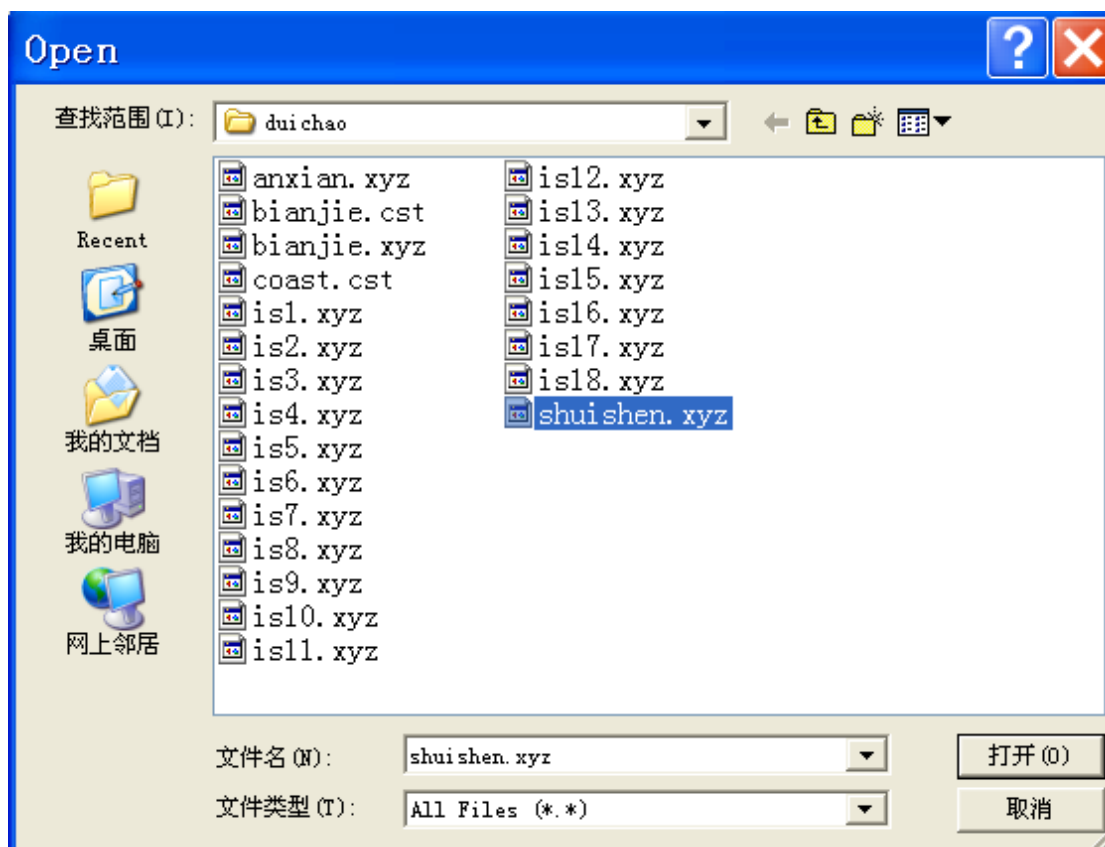 Open
查找范围(I):
duichao
Recent
桌面
我的文档
我的电脑
网上邻居
anxian.xyz
bianjie.cst
bianjie.xyz
coast.cst
is1.xyz
is2.xyz
is3.xyz
is4.xyz
is5.xyz
is6.xyz
is7.xyz
is8.xyz
is9.xyz
is10.xyz
is11.xyz
is12.xyz
is13.xyz
is14.xyz
is15.xyz
is16.xyz
is17.xyz
is18.xyz
shuishen.xyz
文件名(N):
shuishen.xyz
打开(O)
文件类型(T):
All Files (*.*)
取消